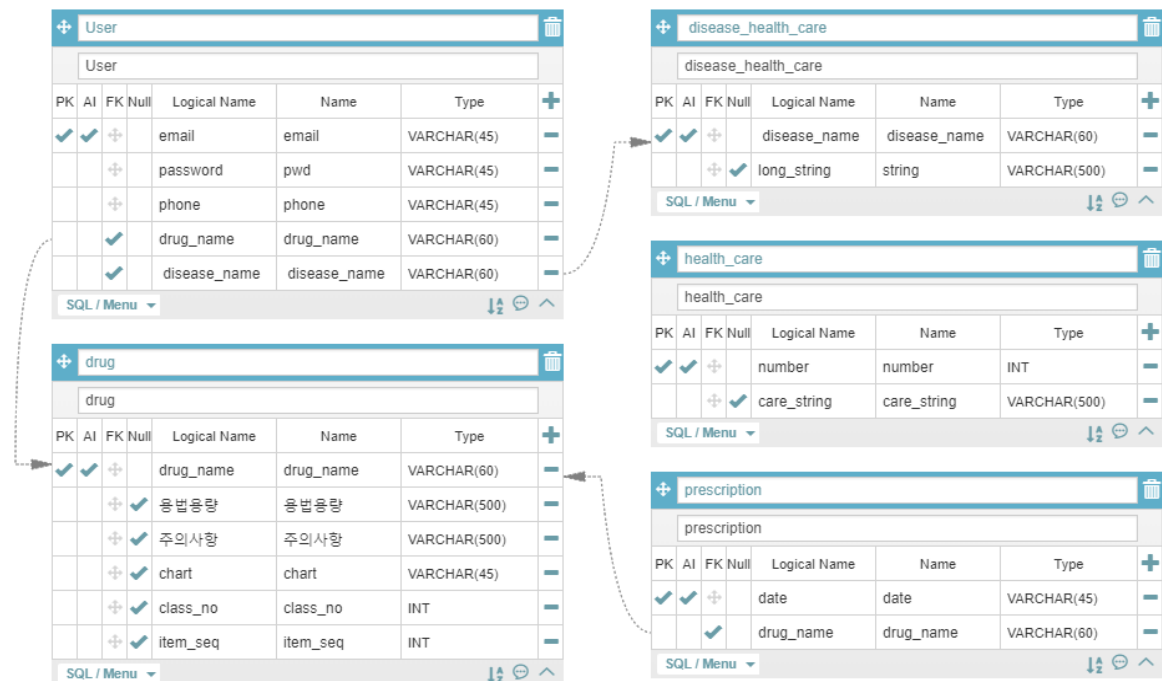 User
User
PK AI FK Null Logical Name Name Type
email email VARCHAR(45)
password pwd VARCHAR(45)
phone phone VARCHAR(45)
drug_name drug_name VARCHAR(60)
disease_name disease_name VARCHAR(60)
SQL / Menu
drug
drug
PK AI FK Null Logical Name Name Type
drug_name drug_name VARCHAR(60)
용법용량 용법용량 VARCHAR(500)
주의사항 주의사항 VARCHAR(500)
chart chart VARCHAR(45)
class_no class_no INT
item_seq item_seq INT
SQL / Menu
disease_health_care
disease_health_care
PK AI FK Null Logical Name Name Type
disease_name disease_name VARCHAR(60)
long_string string VARCHAR(500)
SQL / Menu
health_care
health_care
PK AI FK Null Logical Name Name Type
number number INT
care_string care_string VARCHAR(500)
SQL / Menu
prescription
prescription
PK AI FK Null Logical Name Name Type
date date VARCHAR(45)
drug_name drug_name VARCHAR(60)
SQL / Menu